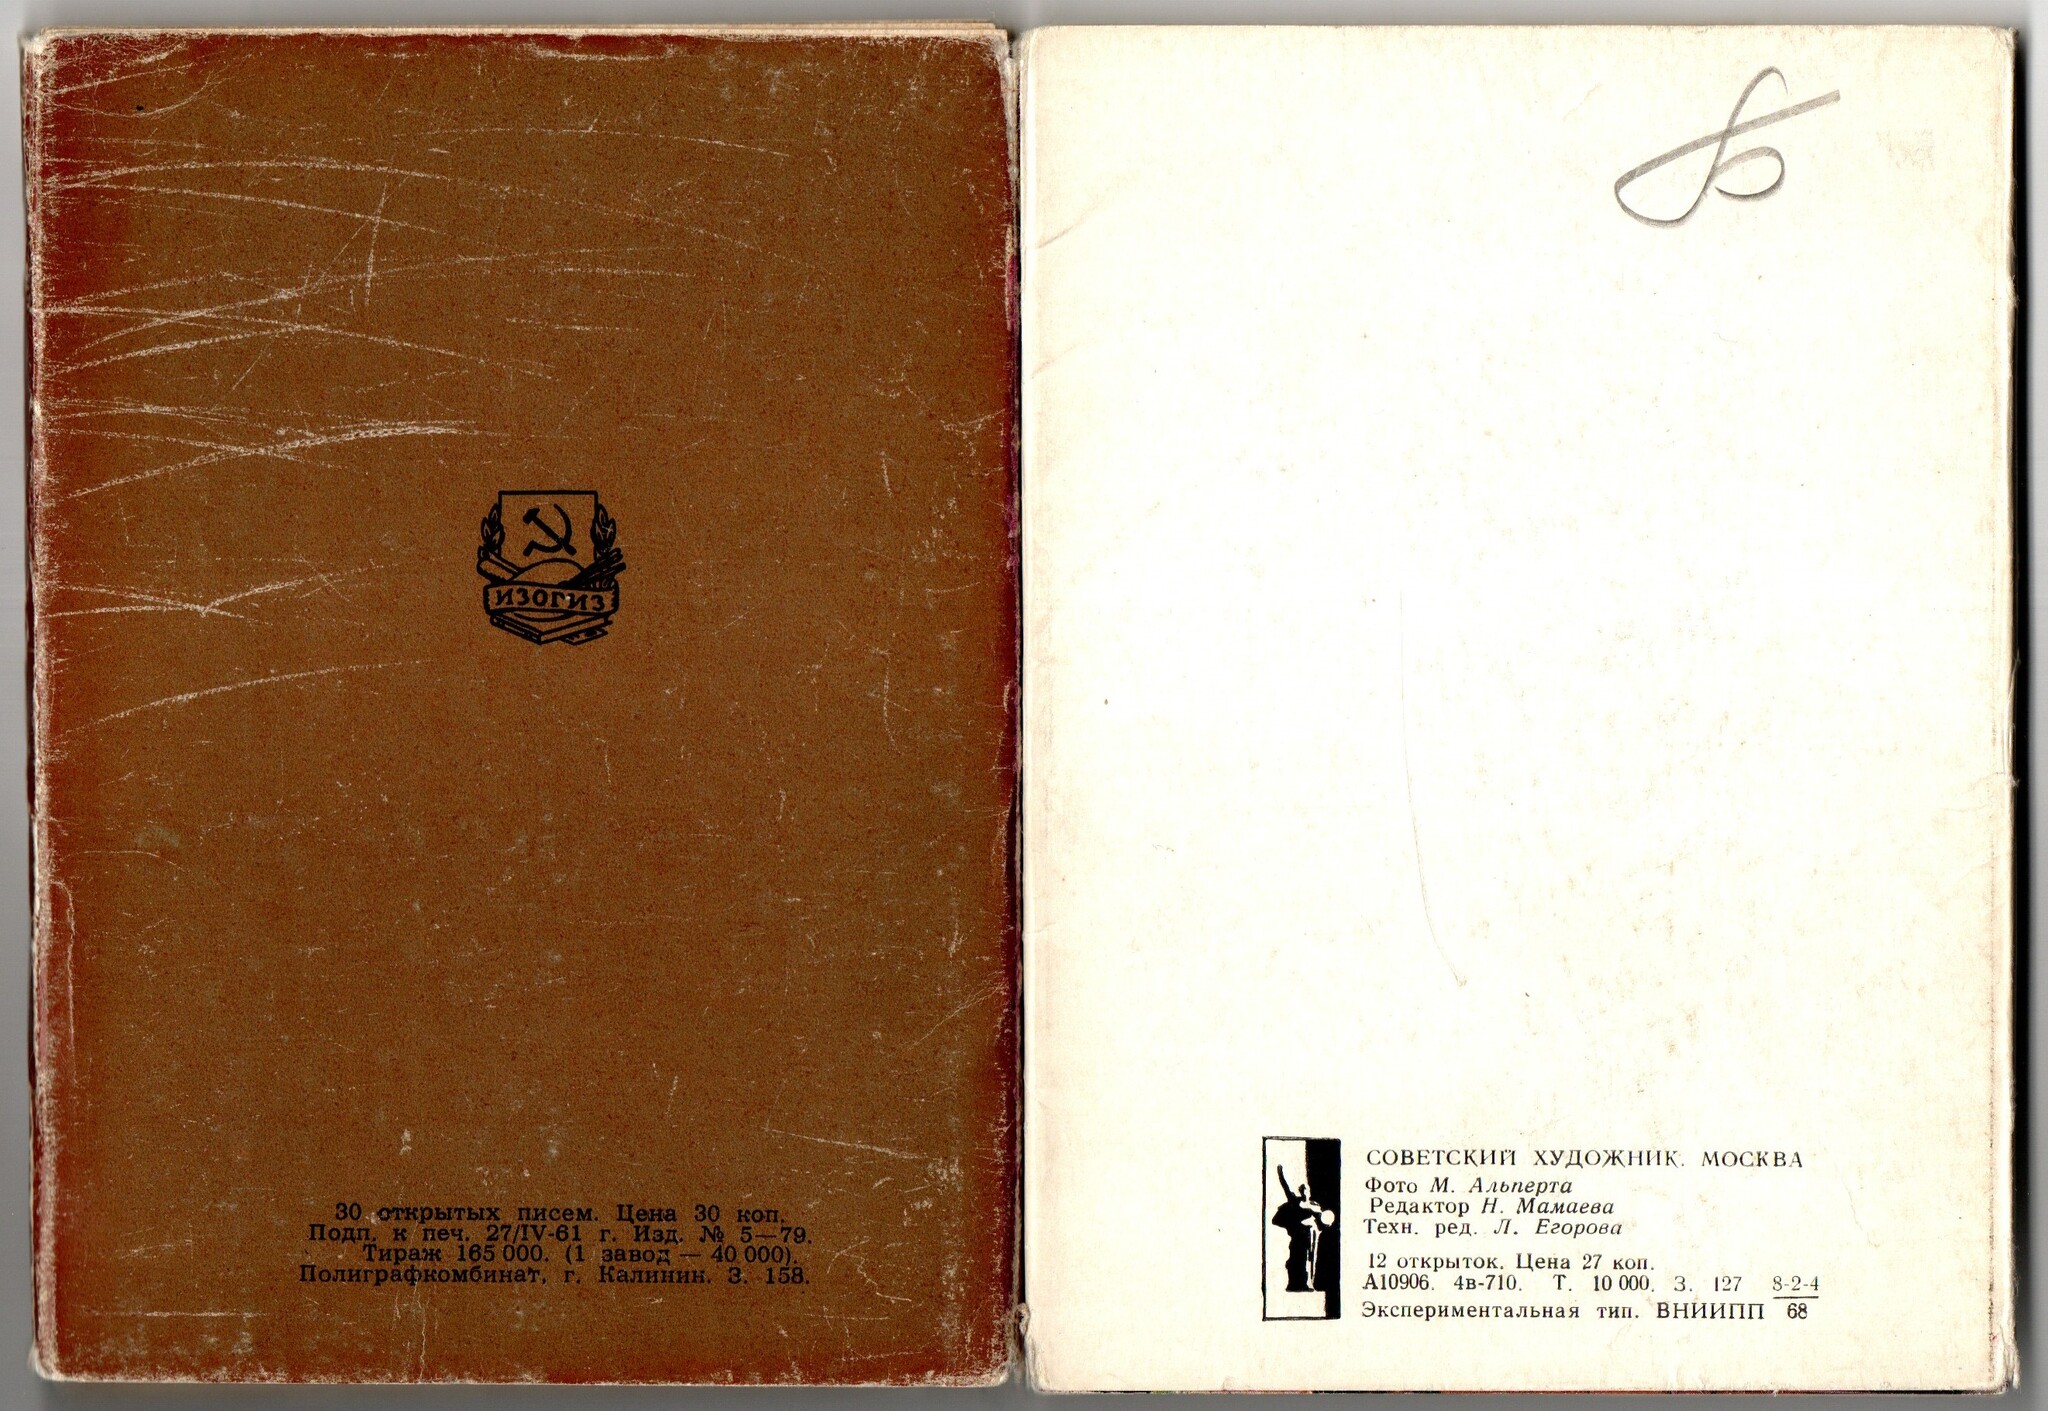 ИЗОГИЗ
30 открытых писем. Цена 30 коп.
Подп. к печ. 27/IV-61 г. Изд. № 5—79.
Тираж 165 000. (1 завод — 40 000).
Полиграфкомбинат, г. Калинин. З. 158.
СОВЕТСКИЙ ХУДОЖНИК. МОСКВА
Фото М. Альперта
Редактор Н. Мамаева
Техн. ред. Л. Егорова
12 открыток. Цена 27 коп.
А10906. 4в-710. Т. 10 000. З. 127 8-2-4
Экспериментальная тип. ВНИИПП 68